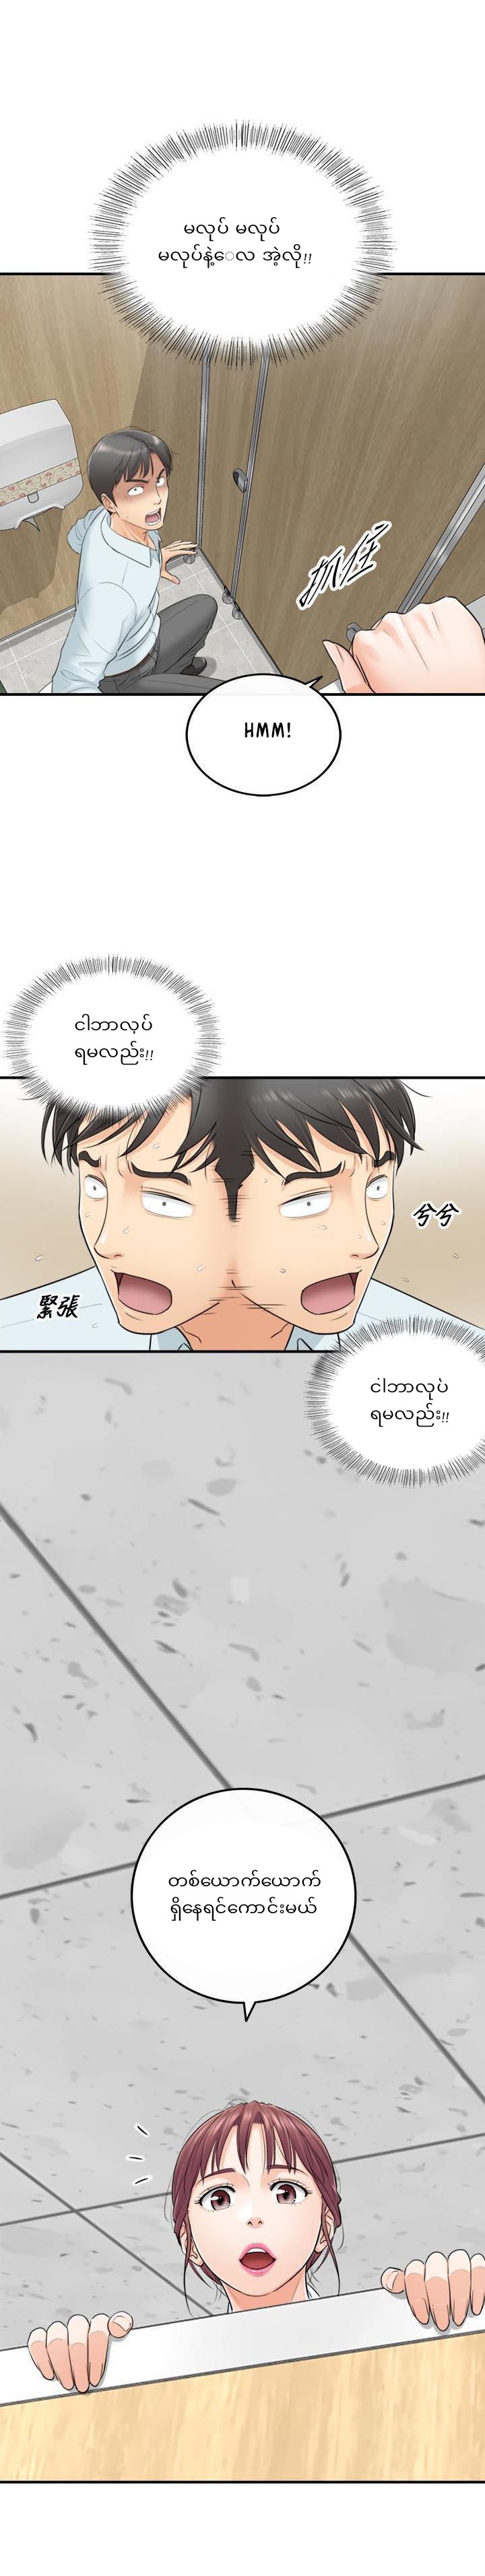 မလုပ် မလုပ်
မလုပ်နဲ့ေလ အဲ့လို!!
抓住
HMM!
ငါဘာလုပ်
ရမလည်း!!
兮兮
緊張
ငါဘာလုပ်
ရမလည်း!!
တစ်ယောက်ယောက်
ရှိနေရင်ကောင်းမယ်